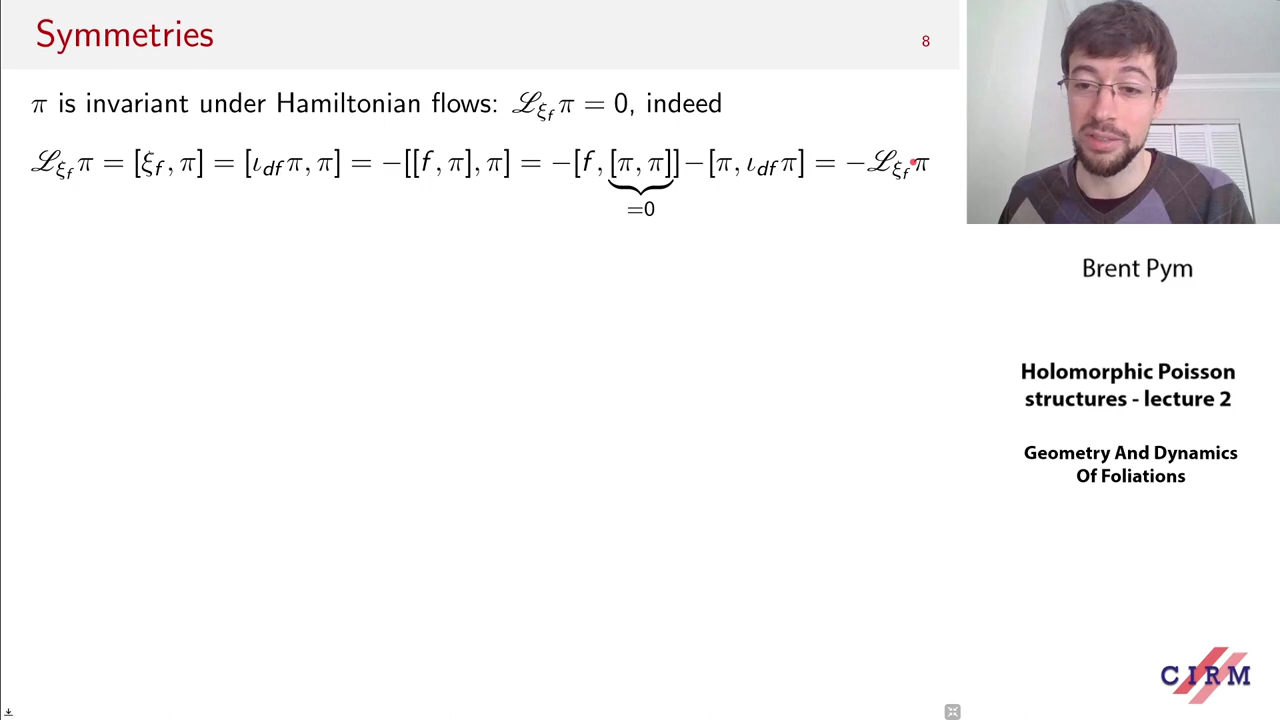 Symmetries
8
π is invariant under Hamiltonian flows: ℒ_{ξ_f} π = 0, indeed
ℒ_{ξ_f} π = [ξ_f, π] = [ι_{df} π, π] = −[[f, π], π] = −[f, [π, π]] − [π, ι_{df} π] = −ℒ_{ξ_f} π
=0
Brent Pym
Holomorphic Poisson
structures - lecture 2
Geometry And Dynamics
Of Foliations
CIRM